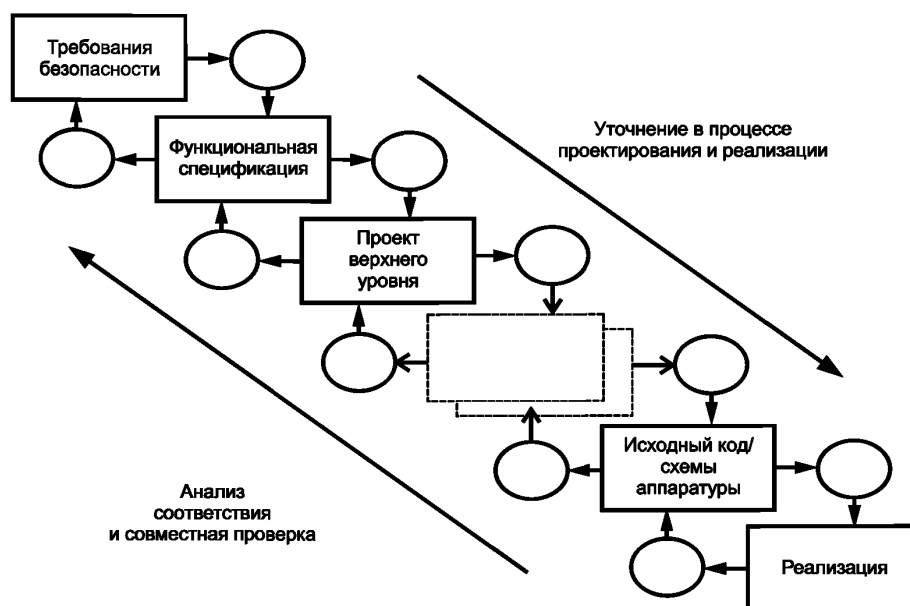 Требования
безопасности
Функциональная
спецификация
Уточнение в процессе
проектирования и реализации
Проект
верхнего
уровня
Исходный код/
схемы
аппаратуры
Анализ
соответствия
и совместная проверка
Реализация